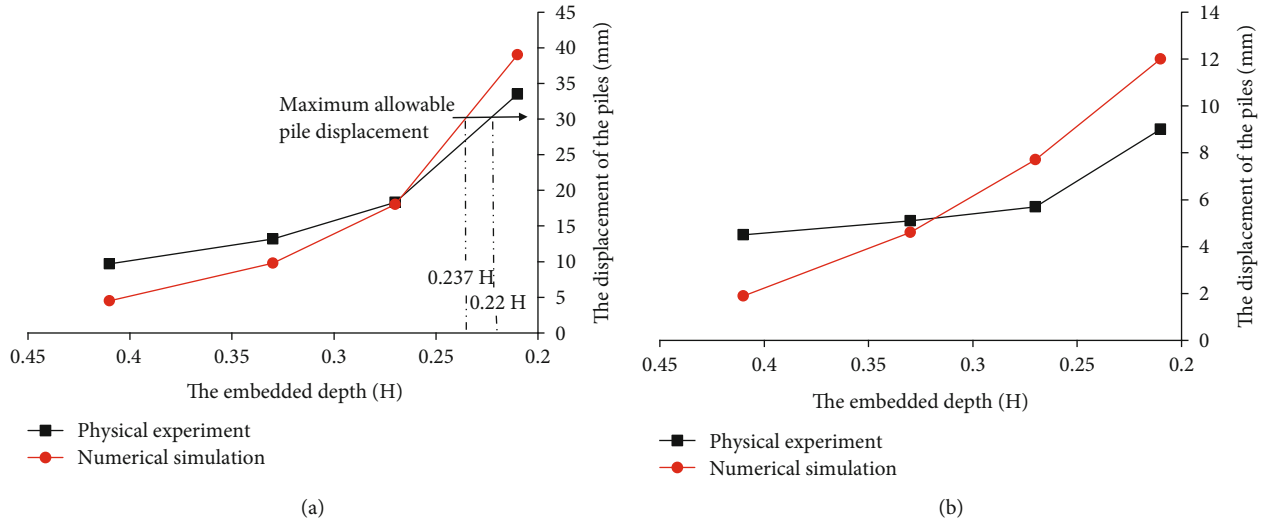 45
40
35
30
25
20
15
10
5
0
The displacement of the piles (mm)
Maximum allowable
pile displacement
0.237 H
0.22 H
0.45 0.4 0.35 0.3 0.25 0.2
The embedded depth (H)
Physical experiment
Numerical simulation
(a)
14
12
10
8
6
4
2
0
The displacement of the piles (mm)
0.45 0.4 0.35 0.3 0.25 0.2
The embedded depth (H)
Physical experiment
Numerical simulation
(b)